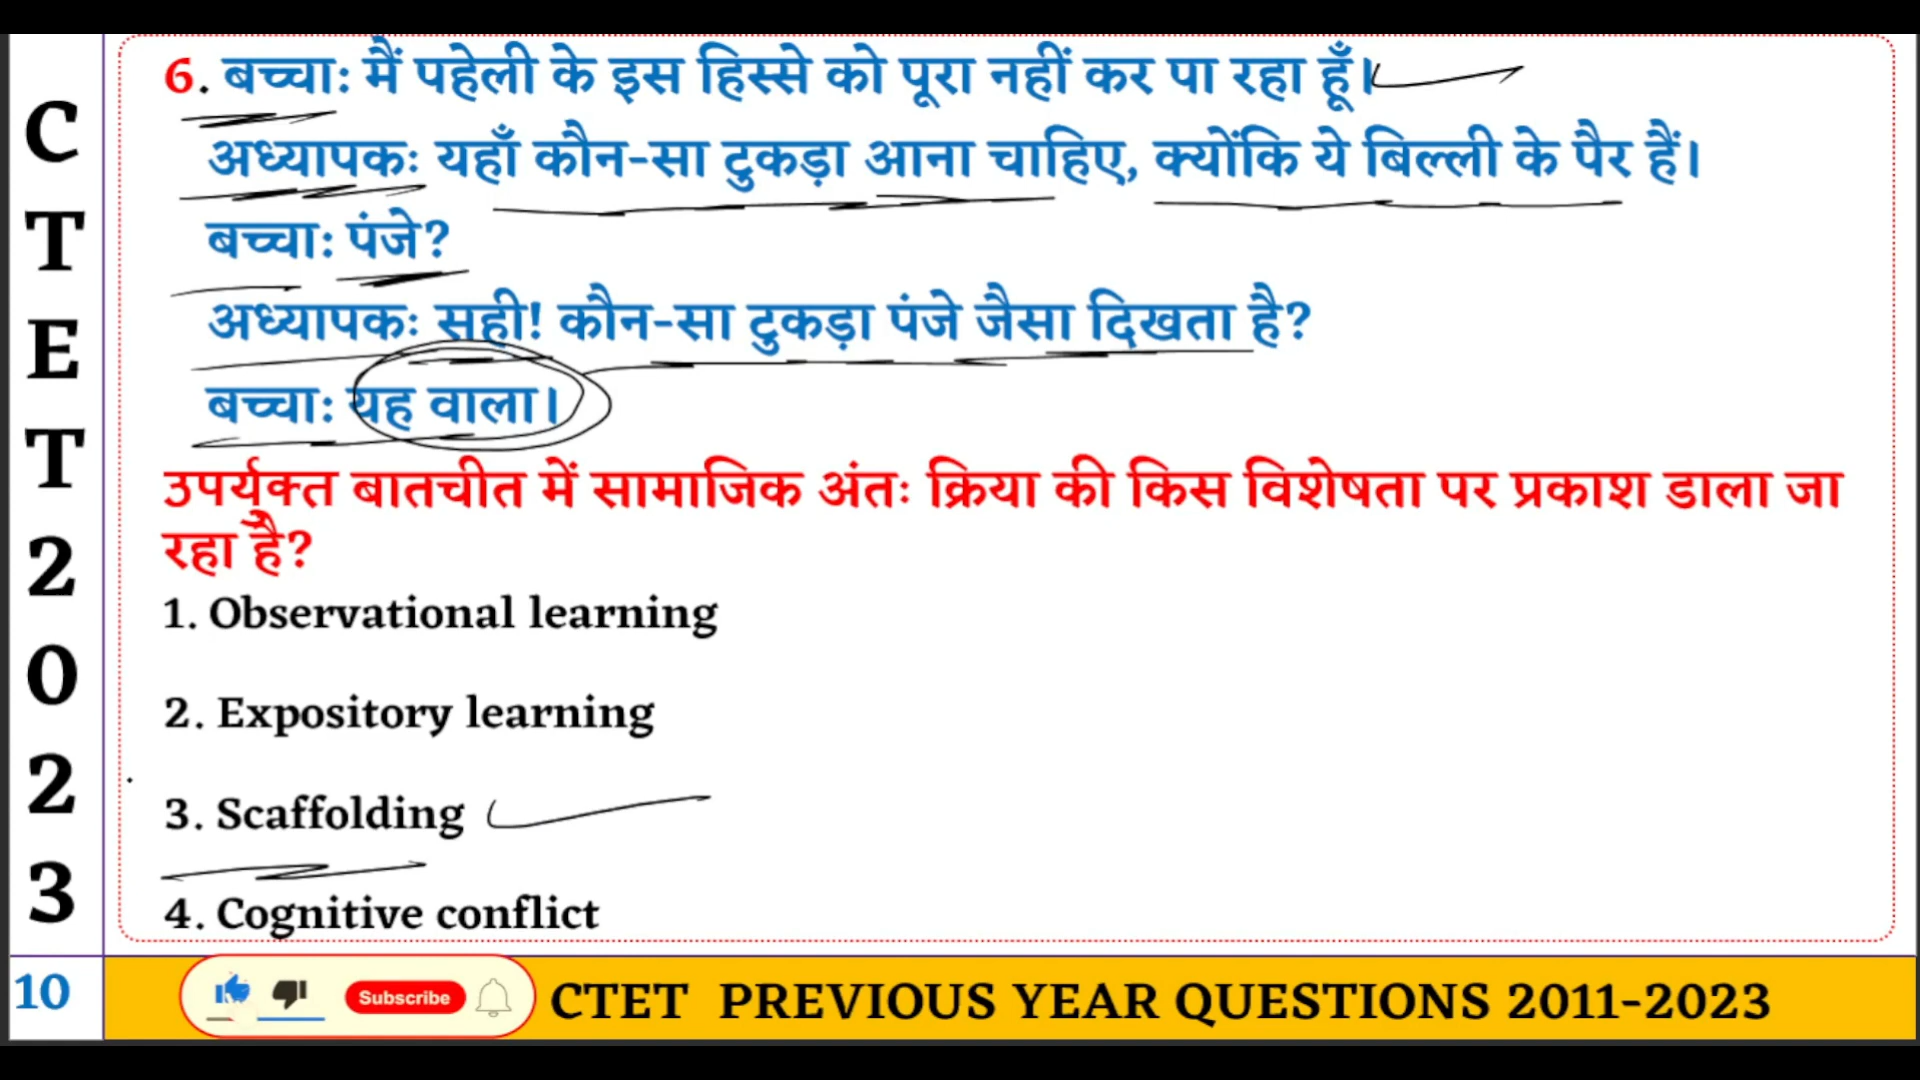 C
T
E
T
2
0
2
3
10
6. बच्चाः मैं पहेली के इस हिस्से को पूरा नहीं कर पा रहा हूँ।
अध्यापकः यहाँ कौन-सा टुकड़ा आना चाहिए, क्योंकि ये बिल्ली के पैर हैं।
बच्चाः पंजे?
अध्यापकः सही! कौन-सा टुकड़ा पंजे जैसा दिखता है?
बच्चाः यह वाला।
उपर्युक्त बातचीत में सामाजिक अंतः क्रिया की किस विशेषता पर प्रकाश डाला जा
रहा है?
1. Observational learning
2. Expository learning
3. Scaffolding
4. Cognitive conflict
Subscribe
CTET PREVIOUS YEAR QUESTIONS 2011-2023